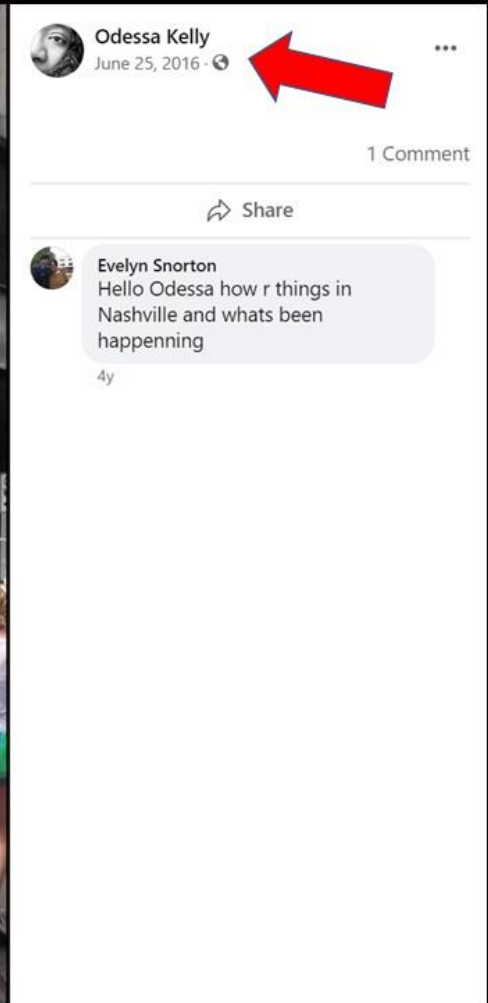 Odessa Kelly
June 25, 2016 ·
1 Comment
Share
Evelyn Snorton
Hello Odessa how r things in
Nashville and whats been
happenning
4y